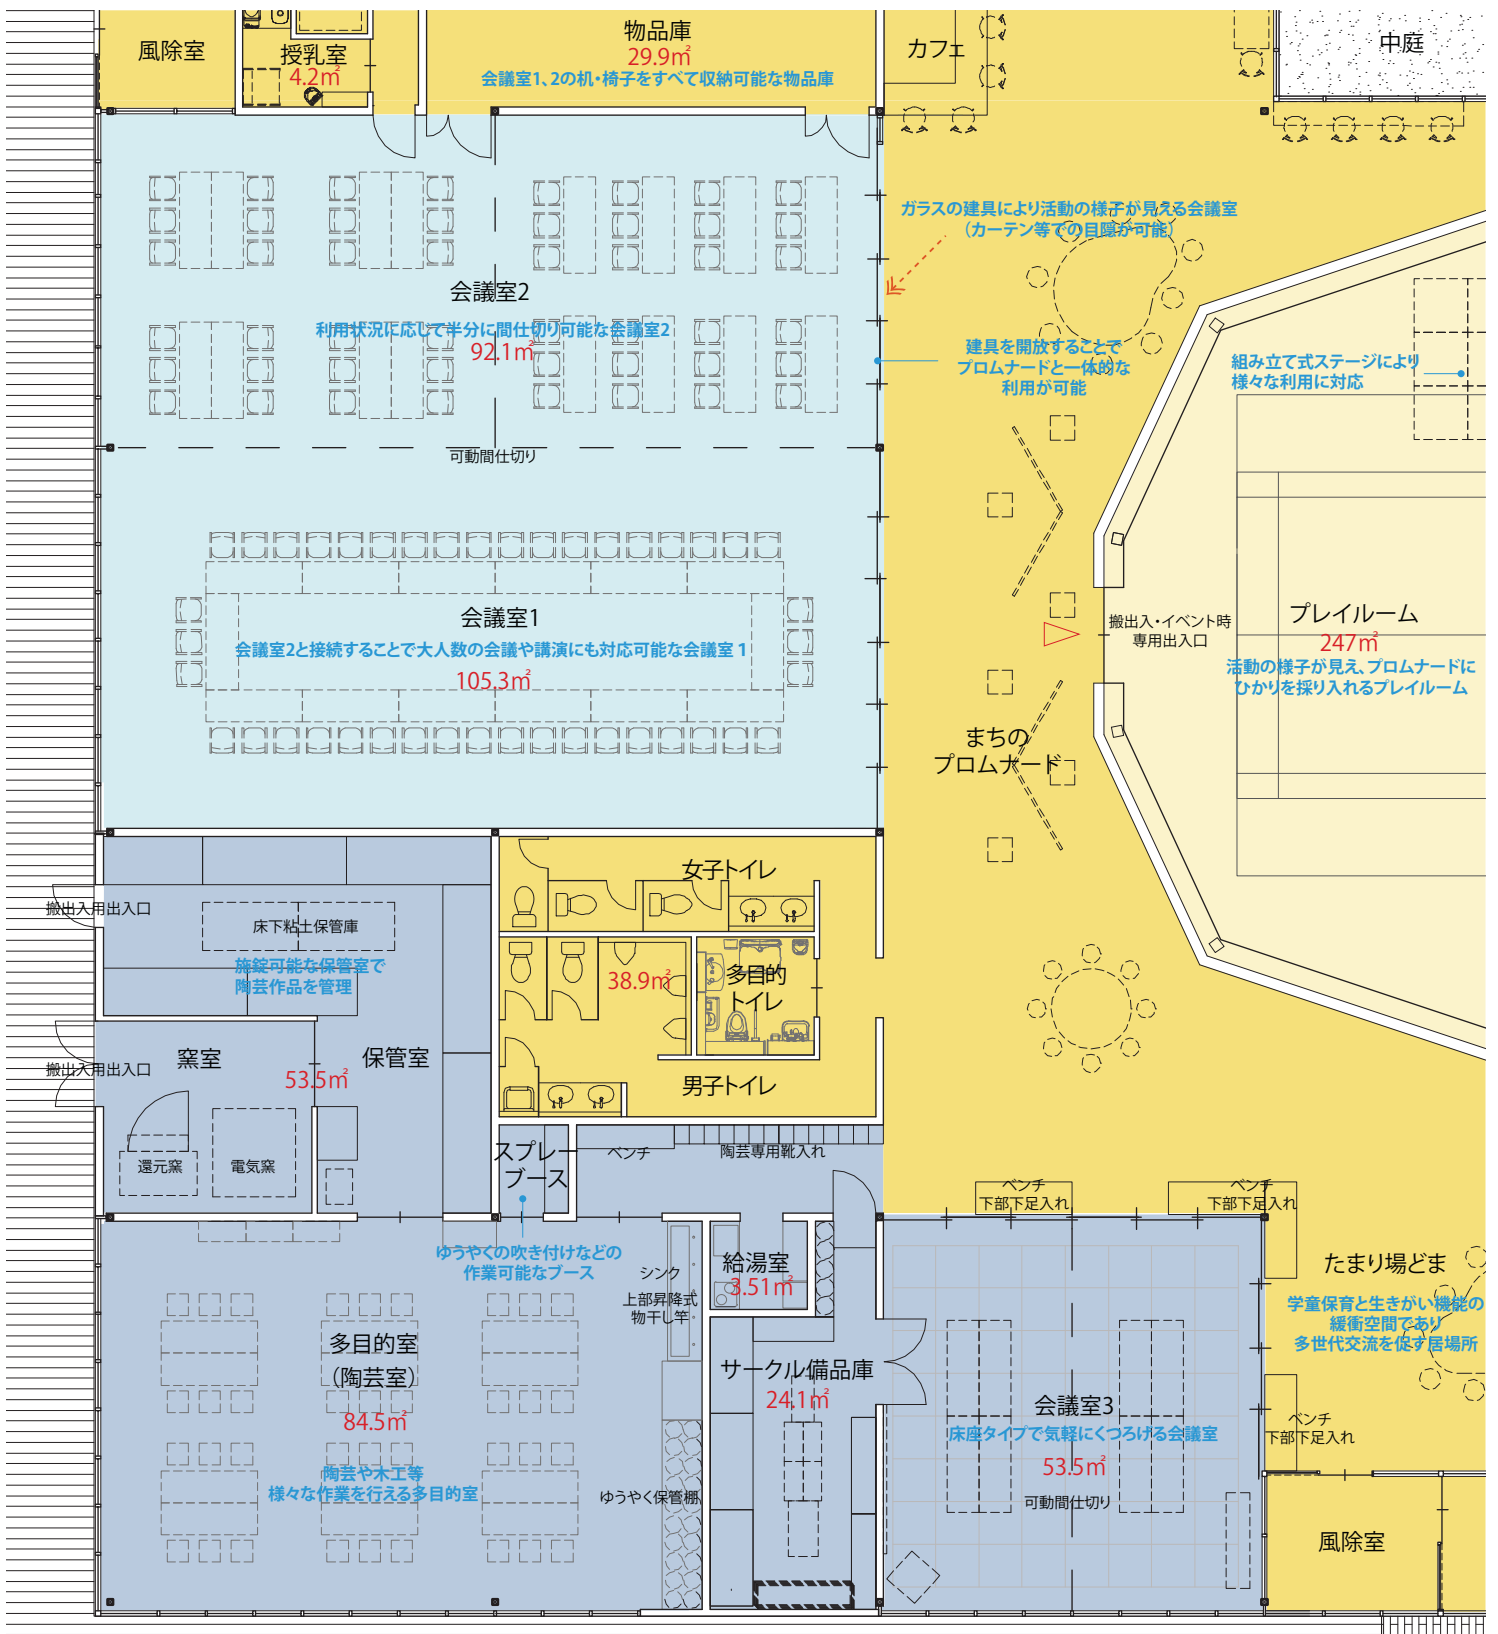 風除室
授乳室
4.2㎡
物品庫
29.9㎡
会議室1、2の机・椅子をすべて収納可能な物品庫
カフェ
中庭
ガラスの建具により活動の様子が見える会議室
（カーテン等での目隠が可能）
会議室2
利用状況に応じて半分に間仕切り可能な会議室2
92.1㎡
建具を開放することで
プロムナードと一体的な
利用が可能
組み立て式ステージにより
様々な利用に対応
可動間仕切り
会議室1
会議室2と接続することで大人数の会議や講演にも対応可能な会議室1
105.3㎡
搬出入・イベント時
専用出入口
プレイルーム
247㎡
活動の様子が見え、プロムナードに
ひかりを採り入れるプレイルーム
まちの
プロムナード
女子トイレ
搬出入用出入口
床下粘土保管庫
施錠可能な保管室で
陶芸作品を管理
38.9㎡
多目的
トイレ
窯室
保管室
搬出入用出入口
53.5㎡
男子トイレ
還元窯
電気窯
スプレー
ブース
ベンチ
陶芸専用靴入れ
ベンチ
下部下足入れ
ベンチ
下部下足入れ
ゆうやくの吹き付けなどの
作業可能なブース
シンク
上部昇降式
物干し竿
給湯室
3.51㎡
たまり場どま
学童保育と生きがい機能の
緩衝空間であり
多世代交流を促す居場所
多目的室
（陶芸室）
84.5㎡
サークル備品庫
24.1㎡
会議室3
床座タイプで気軽にくつろげる会議室
53.5㎡
可動間仕切り
ベンチ
下部下足入れ
陶芸や木工等
様々な作業を行える多目的室
ゆうやく保管棚
風除室